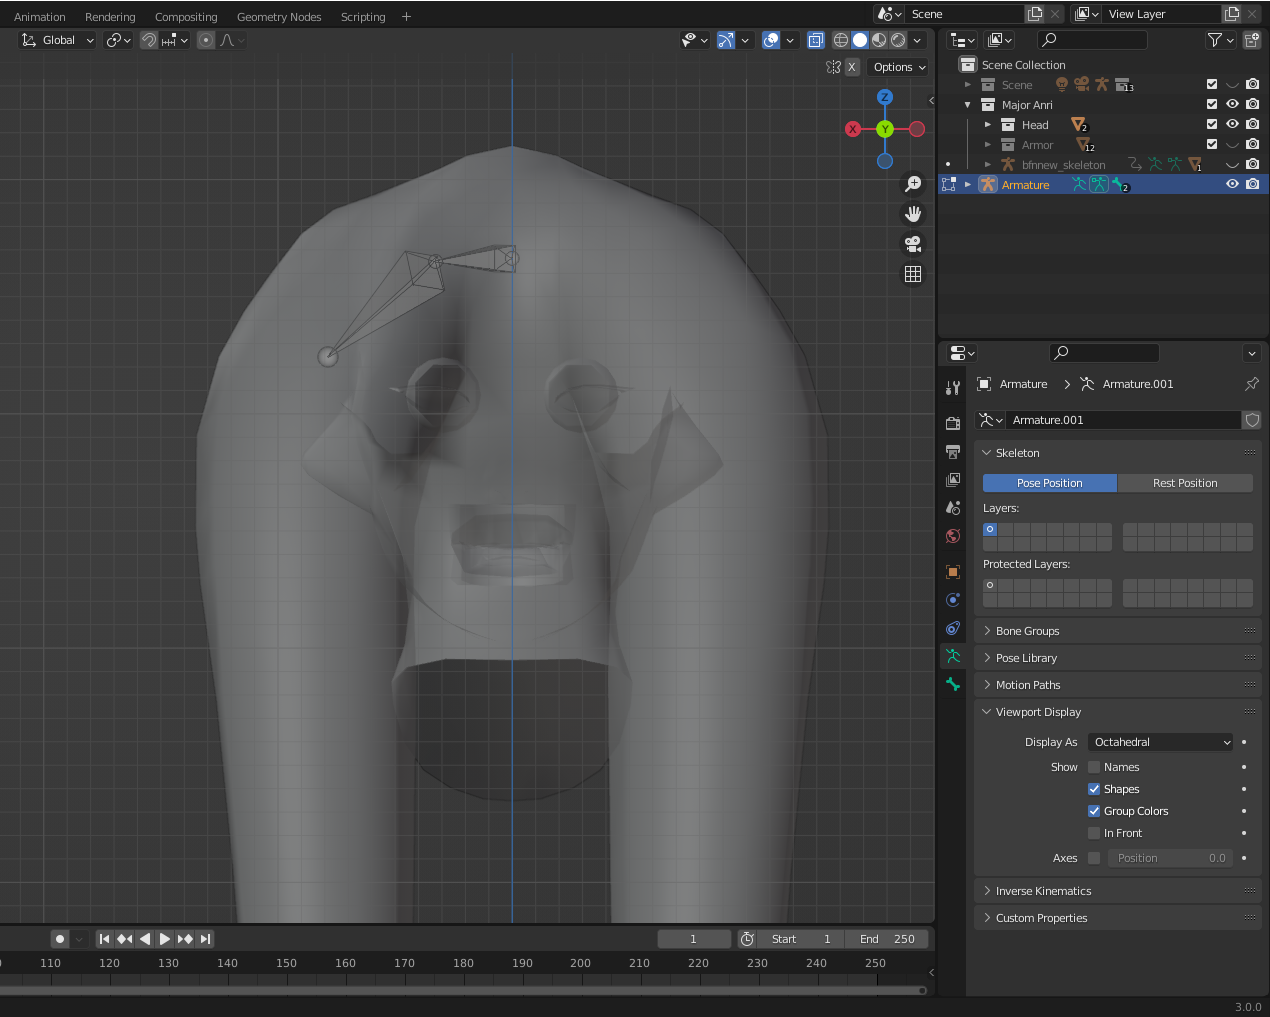 Animation Rendering Compositing Geometry Nodes Scripting + Scene View Layer
Global
X Options
Z
X Y
Scene Collection
Scene 13
Major Anri
Head 2
Armor 12
bfnnew_skeleton 1
Armature 2
Armature > Armature.001
Armature.001
Skeleton
Pose Position Rest Position
Layers:
Protected Layers:
Bone Groups
Pose Library
Motion Paths
Viewport Display
Display As Octahedral
Show Names
Shapes
Group Colors
In Front
Axes Position 0.0
Inverse Kinematics
Custom Properties
1 Start 1 End 250
110 120 130 140 150 160 170 180 190 200 210 220 230 240 250
3.0.0